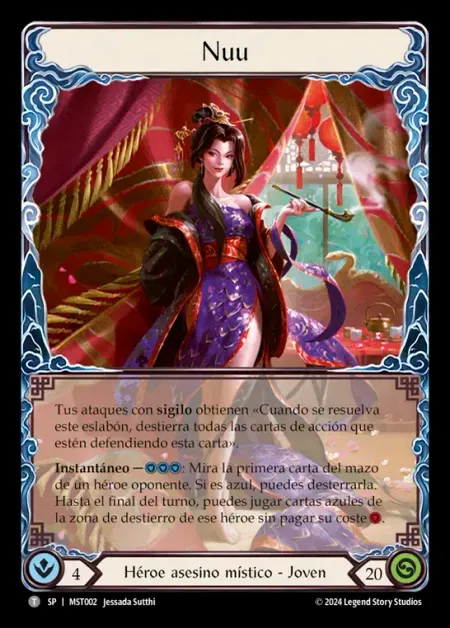 Nuu
Tus ataques con sigilo obtienen «Cuando se resuelva
este eslabón, destierra todas las cartas de acción que
estén defendiendo esta carta».
Instantáneo — : Mira la primera carta del mazo
de un héroe oponente. Si es azul, puedes desterrarla.
Hasta el final del turno, puedes jugar cartas azules de
la zona de destierro de ese héroe sin pagar su coste .
4 Héroe asesino místico - Joven 20
T SP | MST002 Jessada Sutthi © 2024 Legend Story Studios